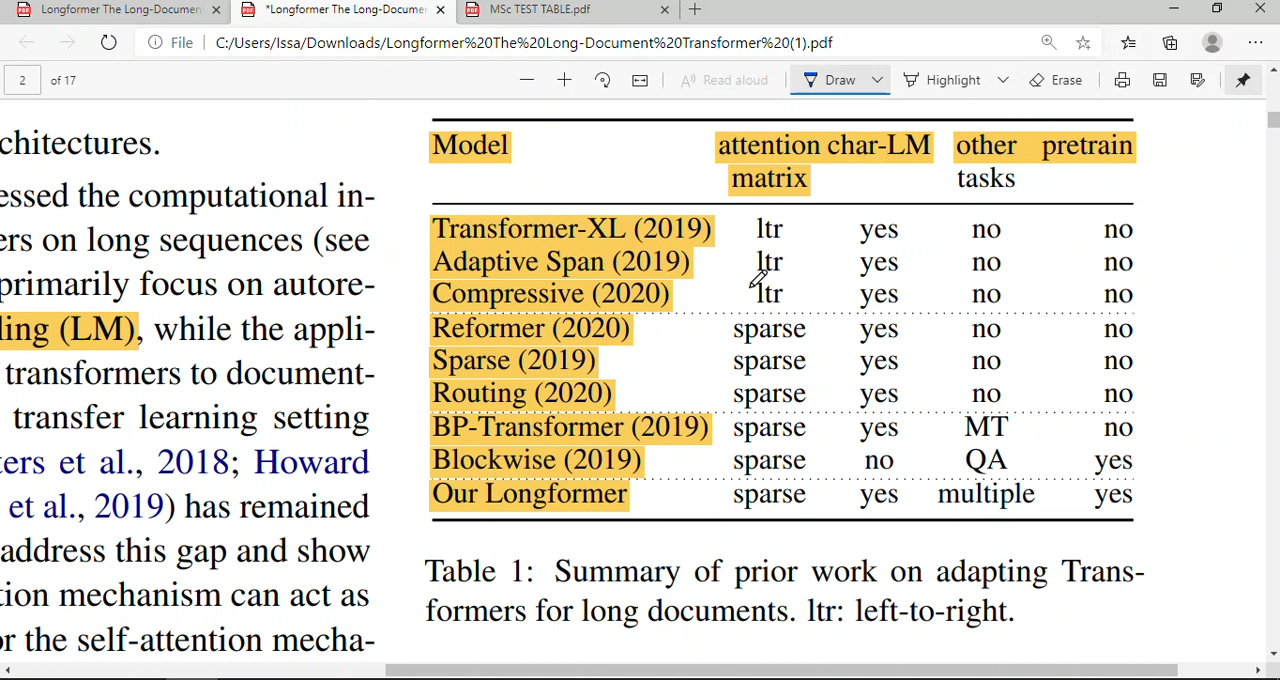 Longformer The Long-Documen
*Longformer The Long-Docume
MSc TEST TABLE.pdf
File
C:/Users/Issa/Downloads/Longformer%20The%20Long-Document%20Transformer%20(1).pdf
2 of 17
Read aloud
Draw
Highlight
Erase
chitectures.
essed the computational in-
ers on long sequences (see
primarily focus on autore-
ling (LM), while the appli-
transformers to document-
transfer learning setting
ters et al., 2018; Howard
et al., 2019) has remained
address this gap and show
tion mechanism can act as
or the self-attention mecha-
Model attention char-LM other pretrain
matrix tasks
Transformer-XL (2019) ltr yes no no
Adaptive Span (2019) ltr yes no no
Compressive (2020) ltr yes no no
Reformer (2020) sparse yes no no
Sparse (2019) sparse yes no no
Routing (2020) sparse yes no no
BP-Transformer (2019) sparse yes MT no
Blockwise (2019) sparse no QA yes
Our Longformer sparse yes multiple yes
Table 1: Summary of prior work on adapting Trans-
formers for long documents. ltr: left-to-right.